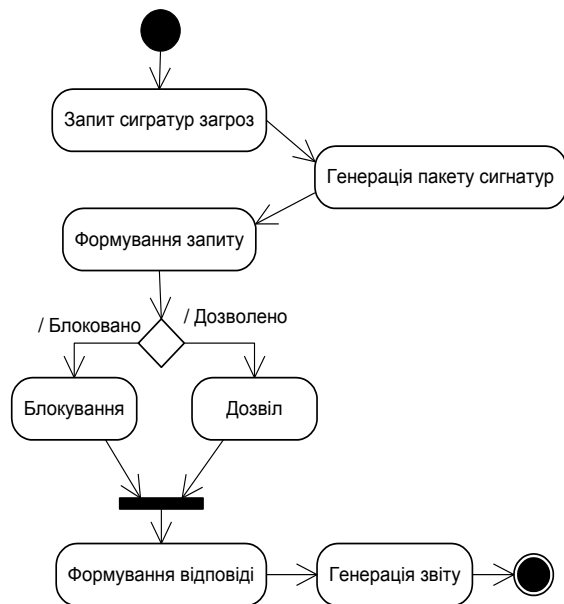 Запит сигратур загроз
Генерація пакету сигнатур
Формування запиту
/ Блоковано
/ Дозволено
Блокування
Дозвіл
Формування відповіді
Генерація звіту